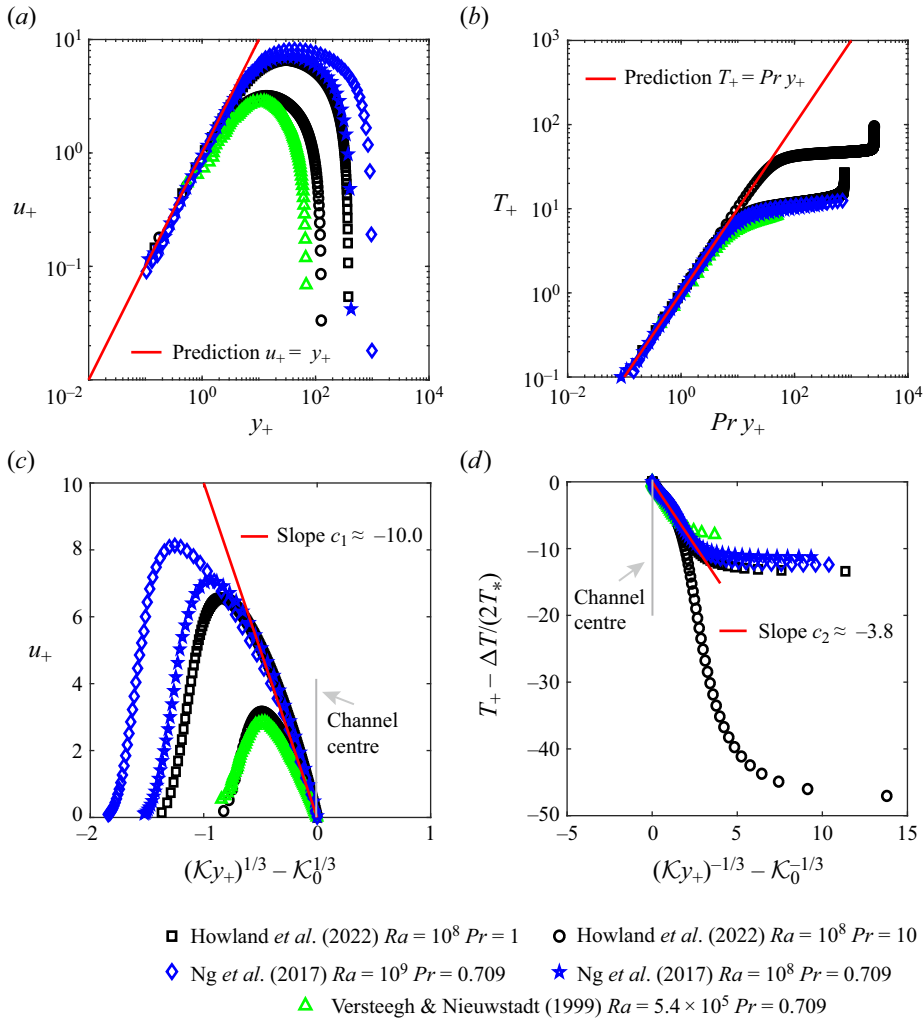 (a)
10¹
10⁰
10⁻¹
u₊
Prediction u₊ = y₊
10⁻² 10⁰ 10² 10⁴
y₊
(b)
10³
10²
10¹
10⁰
10⁻¹
T₊
Prediction T₊ = Pr y₊
10⁻² 10⁰ 10² 10⁴
Pr y₊
(c)
10
8
6
4
2
0
u₊
Slope c₁ ≈ −10.0
Channel
centre
−2 −1 0 1
(𝒦y₊)^{1/3} − 𝒦₀^{1/3}
(d)
0
−10
−20
−30
−40
−50
T₊ − ΔT/(2T*)
Channel
centre
Slope c₂ ≈ −3.8
−5 0 5 10 15
(𝒦y₊)^{−1/3} − 𝒦₀^{−1/3}
Howland et al. (2022) Ra = 10⁸ Pr = 1
Howland et al. (2022) Ra = 10⁸ Pr = 10
Ng et al. (2017) Ra = 10⁹ Pr = 0.709
Ng et al. (2017) Ra = 10⁸ Pr = 0.709
Versteegh & Nieuwstadt (1999) Ra = 5.4 × 10⁵ Pr = 0.709